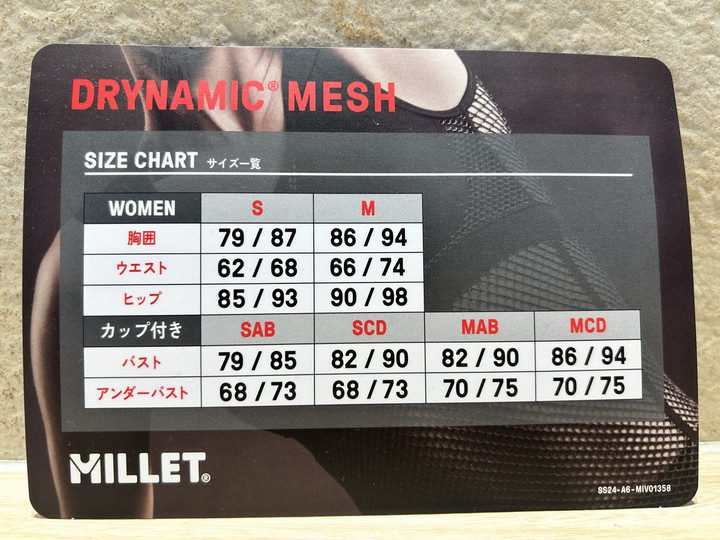 DRYNAMIC® MESH
SIZE CHART サイズ一覧
WOMEN S M
胸囲 79 / 87 86 / 94
ウエスト 62 / 68 66 / 74
ヒップ 85 / 93 90 / 98
カップ付き SAB SCD MAB MCD
バスト 79 / 85 82 / 90 82 / 90 86 / 94
アンダーバスト 68 / 73 68 / 73 70 / 75 70 / 75
MILLET®
SS24-A6-MIV01358